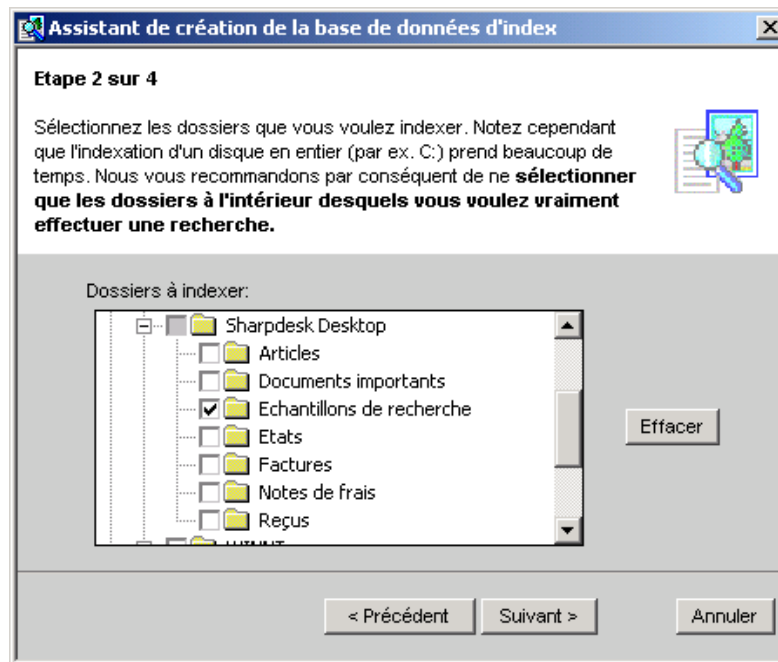 Assistant de création de la base de données d'index
Etape 2 sur 4
Sélectionnez les dossiers que vous voulez indexer. Notez cependant
que l'indexation d'un disque en entier (par ex. C:) prend beaucoup de
temps. Nous vous recommandons par conséquent de ne sélectionner
que les dossiers à l'intérieur desquels vous voulez vraiment
effectuer une recherche.
Dossiers à indexer:
Sharpdesk Desktop
Articles
Documents importants
Echantillons de recherche
Etats
Factures
Notes de frais
Reçus
Effacer
< Précédent
Suivant >
Annuler